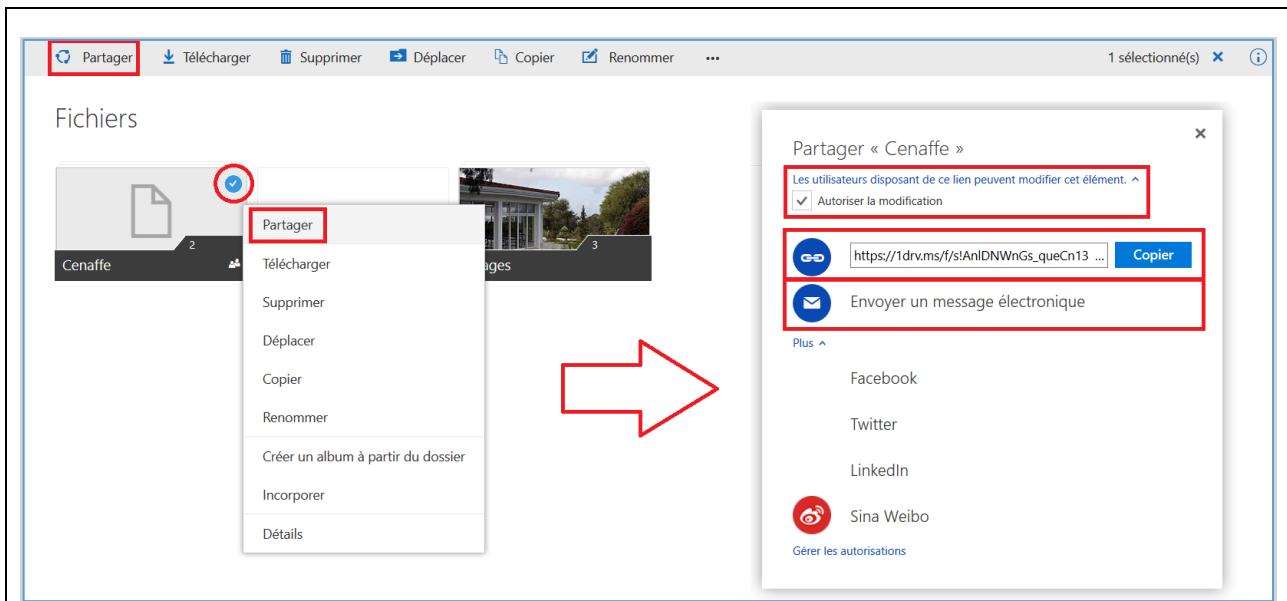 Partager Télécharger Supprimer Déplacer Copier Renommer ... 1 sélectionné(s)
Fichiers
2
Cenaffe
3
ages
Partager
Télécharger
Supprimer
Déplacer
Copier
Renommer
Créer un album à partir du dossier
Incorporer
Détails
Partager « Cenaffe »
Les utilisateurs disposant de ce lien peuvent modifier cet élément.
Autoriser la modification
https://1drv.ms/f/s!AnlDNWnGs_queCn13 ... Copier
Envoyer un message électronique
Plus
Facebook
Twitter
LinkedIn
Sina Weibo
Gérer les autorisations